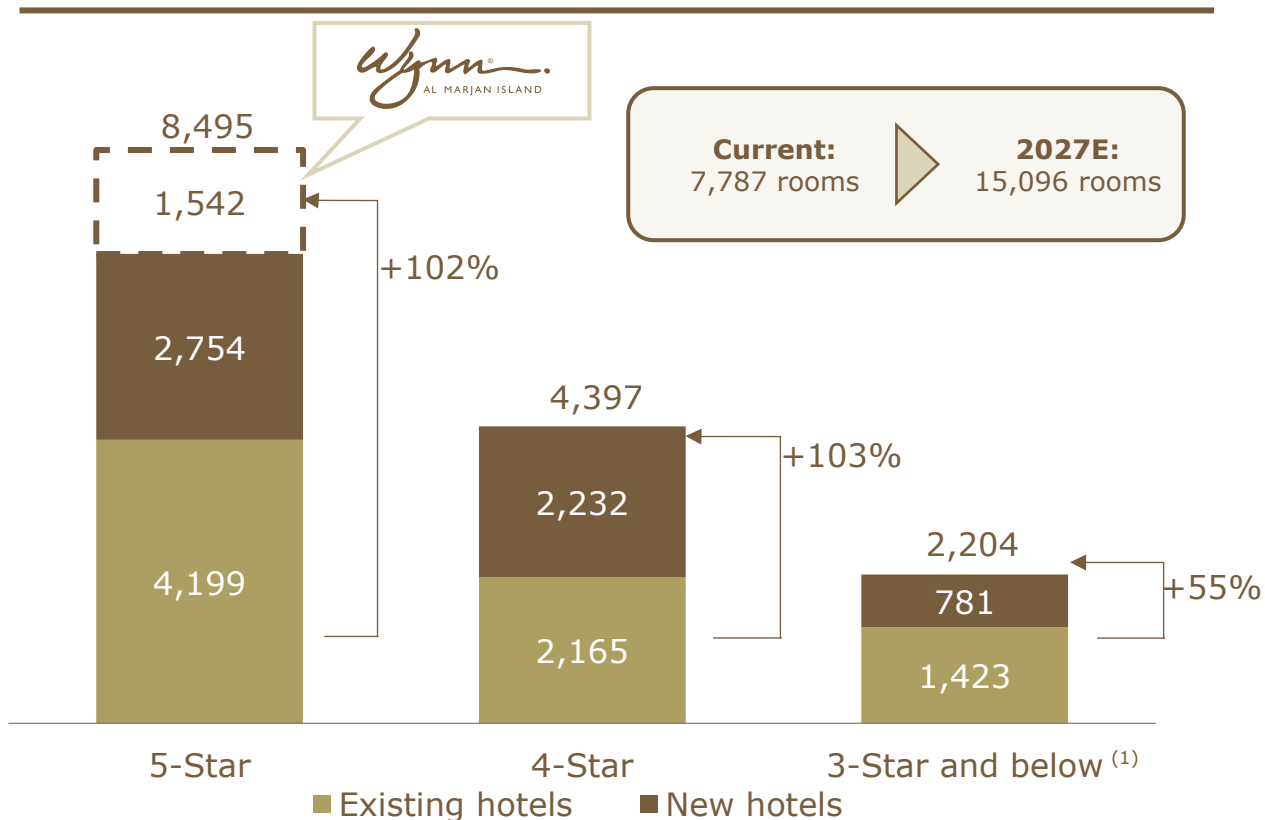 Wynn®
AL MARJAN ISLAND
Current:
7,787 rooms
2027E:
15,096 rooms
8,495
1,542
2,754
4,199
+102%
4,397
2,232
2,165
+103%
2,204
781
1,423
+55%
5-Star
4-Star
3-Star and below (1)
Existing hotels
New hotels